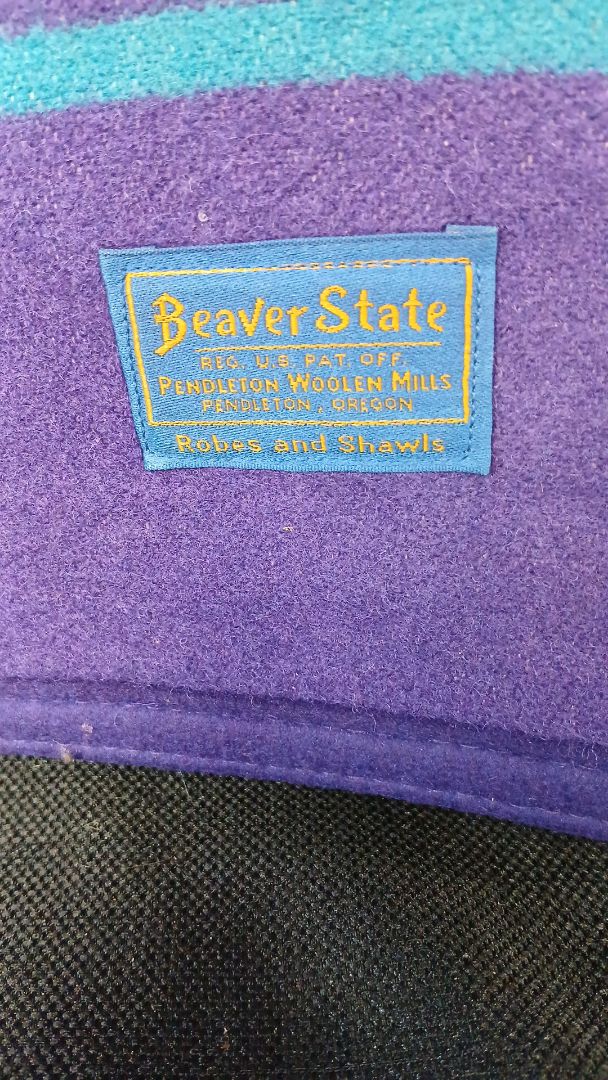 Beaver State
REG. U.S. PAT. OFF.
PENDLETON WOOLEN MILLS
PENDLETON, OREGON
Robes and Shawls